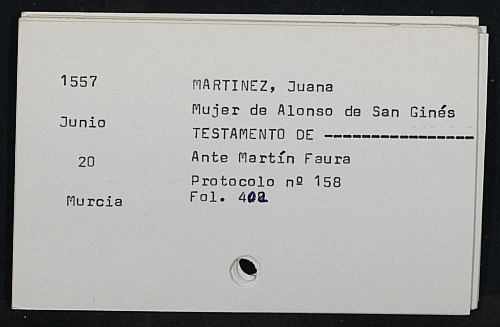 1557
MARTINEZ, Juana
Mujer de Alonso de San Ginés
Junio
TESTAMENTO DE ----------------
20
Ante Martín Faura
Protocolo nº 158
Murcia
Fol.